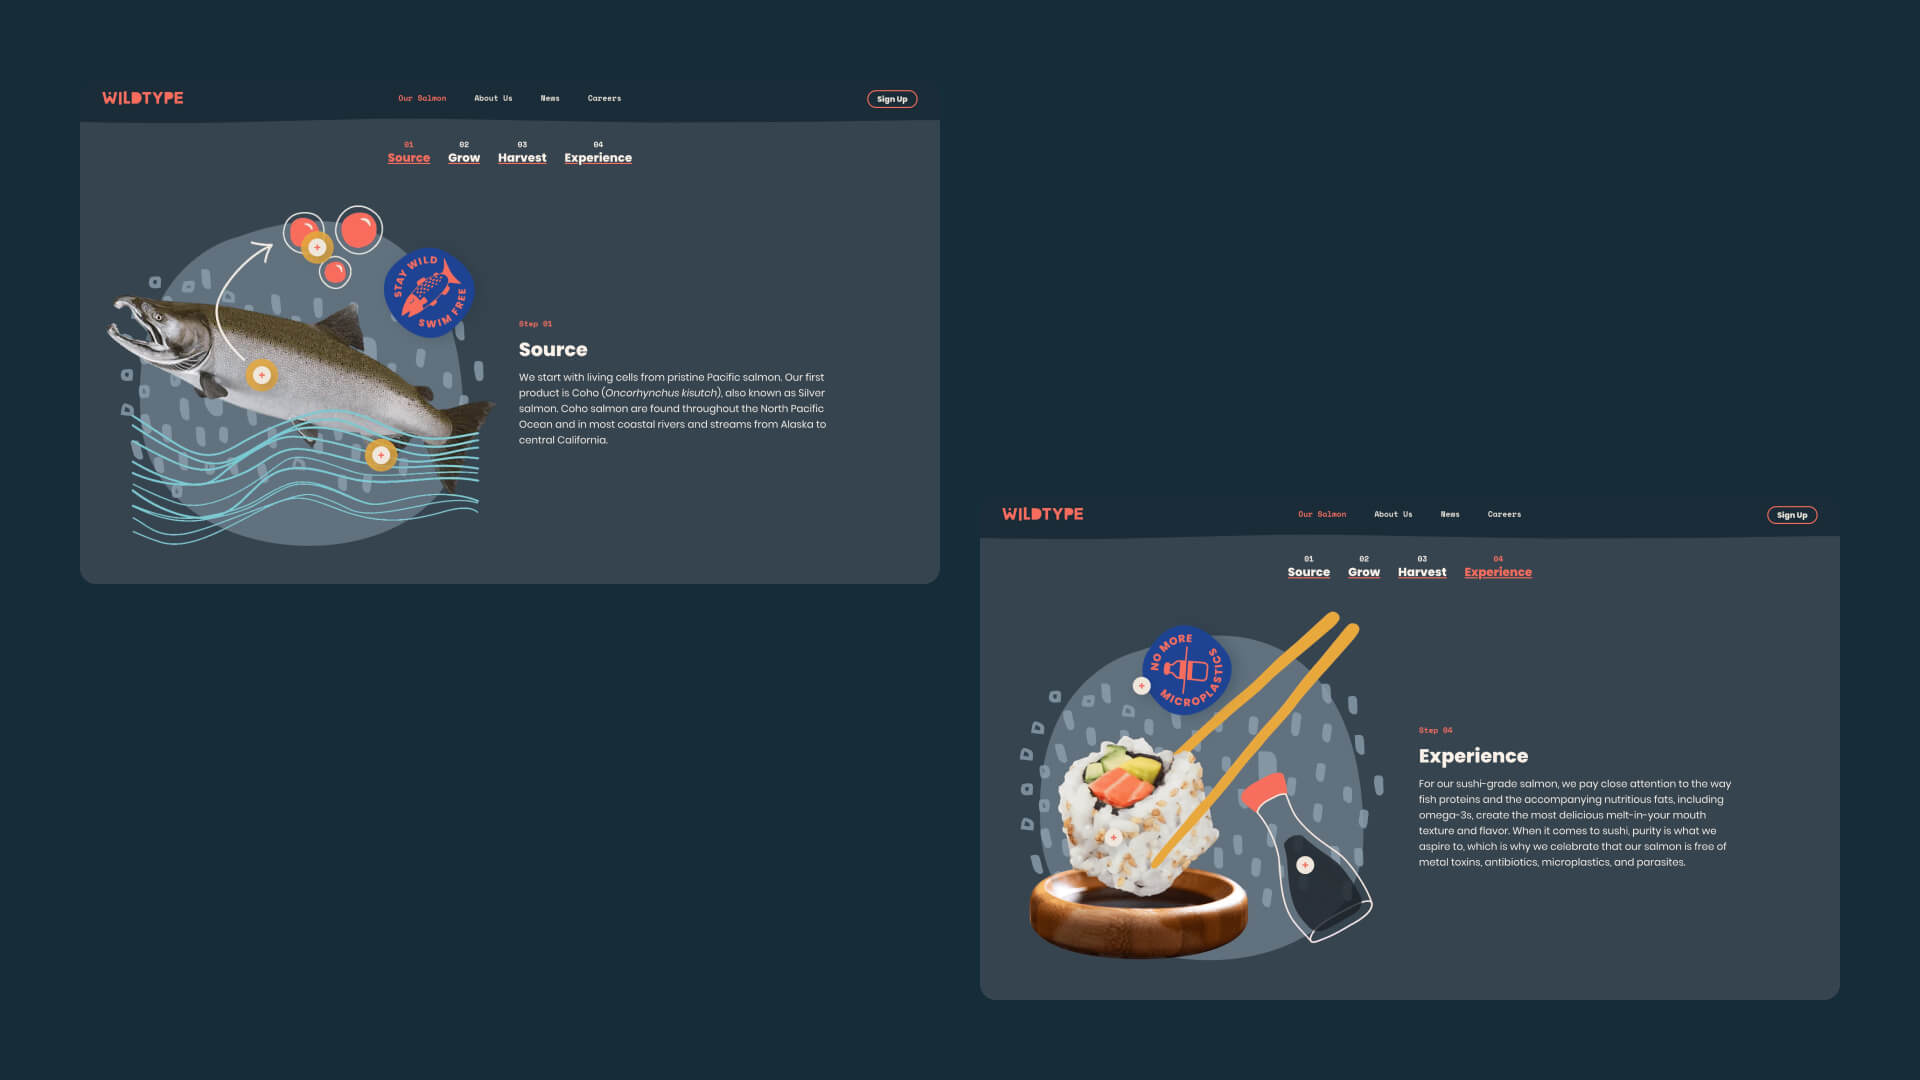 WILDTYPE
Our Salmon
About Us
News
Careers
Sign Up
01
Source
02
Grow
03
Harvest
04
Experience
STAY WILD
SWIM FREE
Step 01
Source
We start with living cells from pristine Pacific salmon. Our first
product is Coho (Oncorhynchus kisutch), also known as Silver
salmon. Coho salmon are found throughout the North Pacific
Ocean and in most coastal rivers and streams from Alaska to
central California.
WILDTYPE
Our Salmon
About Us
News
Careers
Sign Up
01
Source
02
Grow
03
Harvest
04
Experience
NO MORE
MICROPLASTICS
Step 04
Experience
For our sushi-grade salmon, we pay close attention to the way
fish proteins and the accompanying nutritious fats, including
omega-3s, create the most delicious melt-in-your mouth
texture and flavor. When it comes to sushi, purity is what we
aspire to, which is why we celebrate that our salmon is free of
metal toxins, antibiotics, microplastics, and parasites.